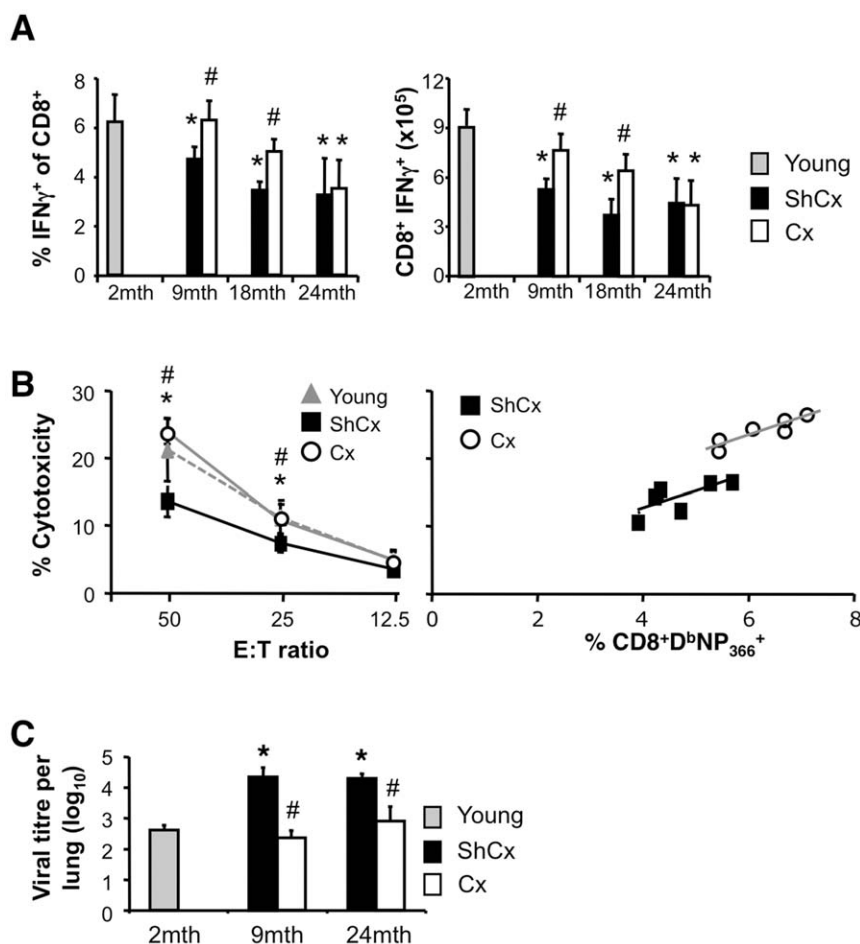 A
% IFNγ⁺ of CD8⁺
8
6
4
2
0
* # * # * *
2mth 9mth 18mth 24mth
CD8⁺ IFNγ⁺ (x10⁵)
12
9
6
3
0
* # * # * *
2mth 9mth 18mth 24mth
Young
ShCx
Cx
B
% Cytotoxicity
30
20
10
0
#
*
#
*
Young
ShCx
Cx
50 25 12.5
E:T ratio
ShCx
Cx
0 2 4 6 8
% CD8⁺DᵇNP₃₆₆⁺
C
Viral titre per
lung (log₁₀)
5
4
3
2
1
0
* # * #
2mth 9mth 24mth
Young
ShCx
Cx